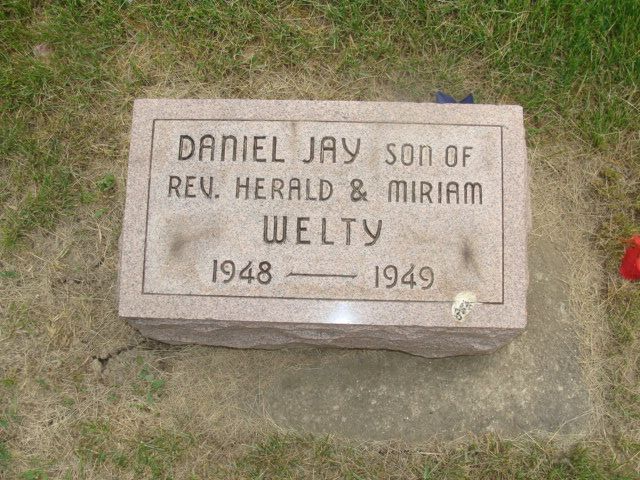 DANIEL JAY SON OF
REV. HERALD & MIRIAM
WELTY
1948 — 1949